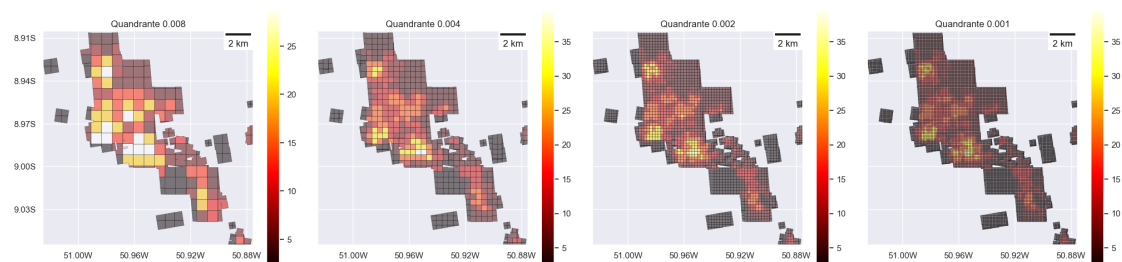 Quandrante 0.008
Quandrante 0.004
Quandrante 0.002
Quandrante 0.001
8.91S
8.94S
8.97S
9.00S
9.03S
2 km
25
20
15
10
5
2 km
35
30
25
20
15
10
5
2 km
35
30
25
20
15
10
5
2 km
35
30
25
20
15
10
5
51.00W
50.96W
50.92W
50.88W
51.00W
50.96W
50.92W
50.88W
51.00W
50.96W
50.92W
50.88W
51.00W
50.96W
50.92W
50.88W